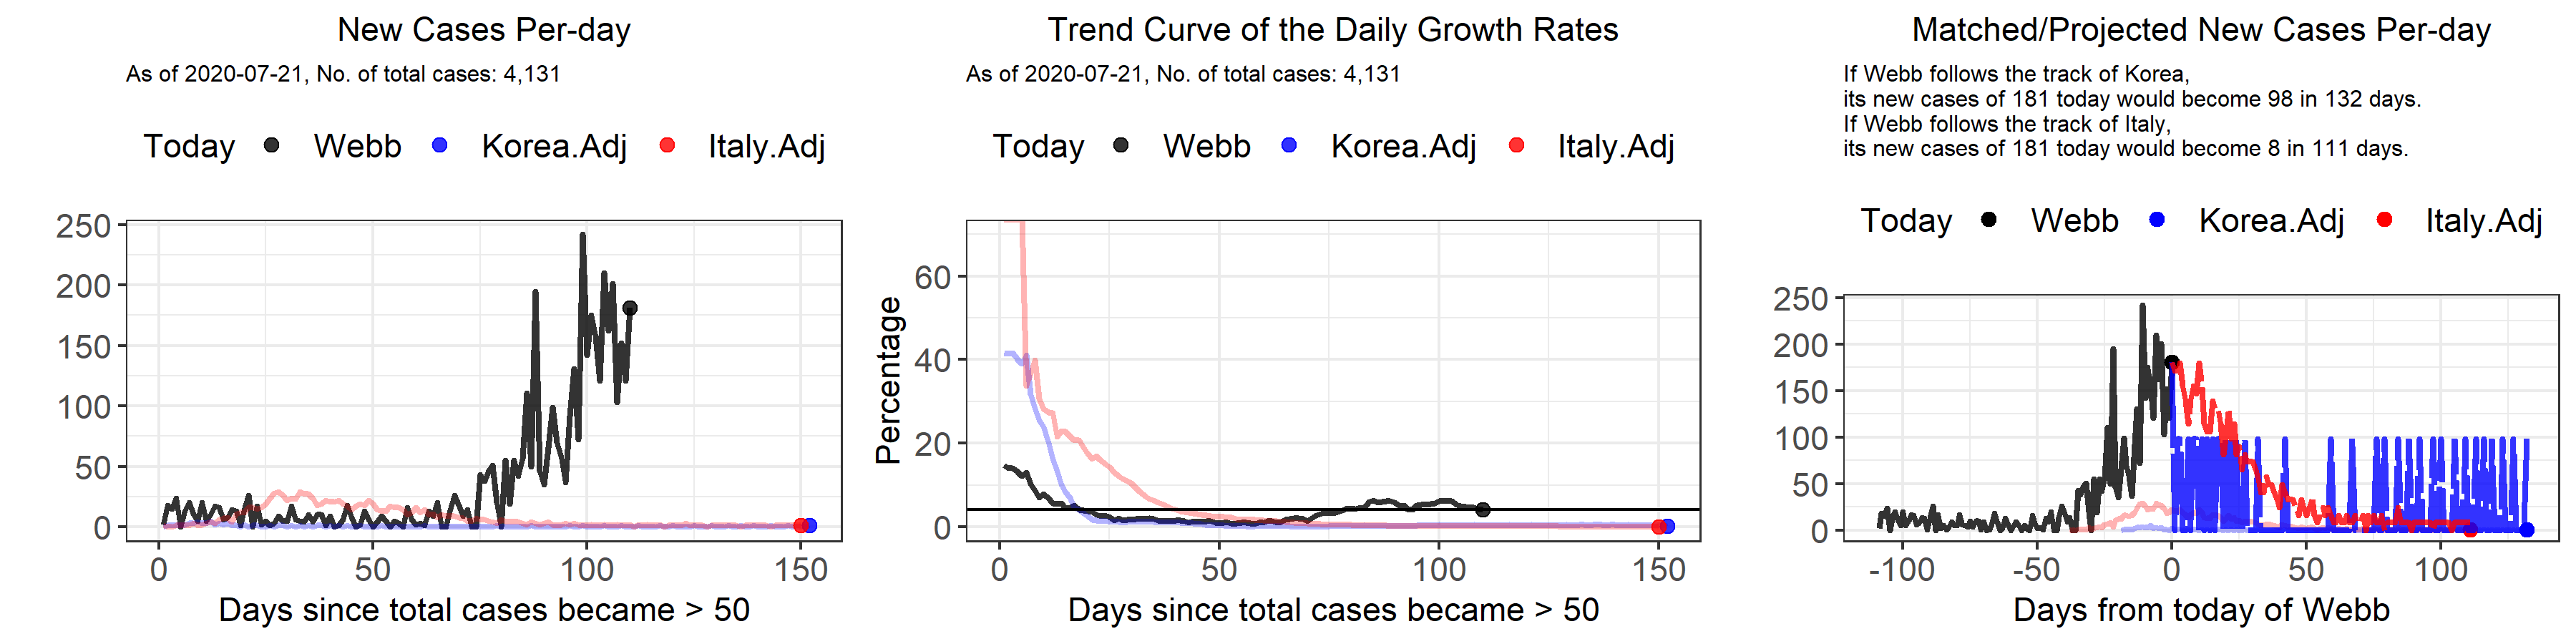 New Cases Per-day
As of 2020-07-21, No. of total cases: 4,131
Today Webb Korea.Adj Italy.Adj
250
200
150
100
50
0
0 50 100 150
Days since total cases became > 50
Trend Curve of the Daily Growth Rates
As of 2020-07-21, No. of total cases: 4,131
Today Webb Korea.Adj Italy.Adj
Percentage
60
40
20
0
0 50 100 150
Days since total cases became > 50
Matched/Projected New Cases Per-day
If Webb follows the track of Korea,
its new cases of 181 today would become 98 in 132 days.
If Webb follows the track of Italy,
its new cases of 181 today would become 8 in 111 days.
Today Webb Korea.Adj Italy.Adj
250
200
150
100
50
0
-100 -50 0 50 100
Days from today of Webb